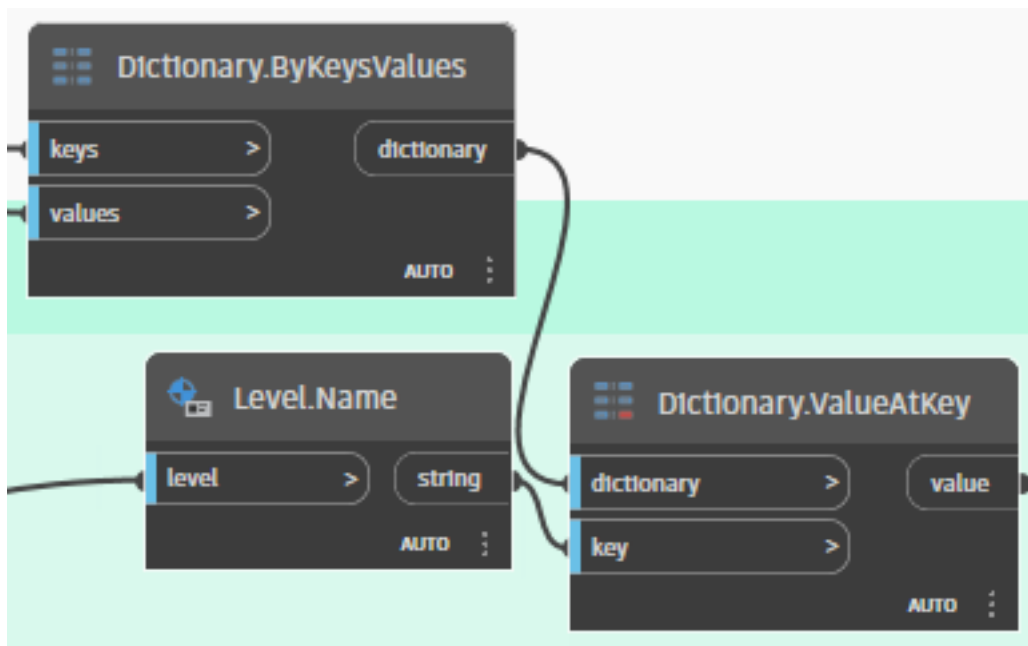 Dictionary.ByKeysValues
keys > dictionary
values >
AUTO
Level.Name
level > string
AUTO
Dictionary.ValueAtKey
dictionary > value
key >
AUTO